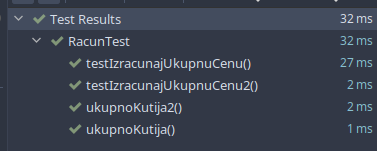 Test Results 32 ms
RacunTest 32 ms
testIzracunajUkupnuCenu() 27 ms
testIzracunajUkupnuCenu2() 2 ms
ukupnoKutija2() 2 ms
ukupnoKutija() 1 ms